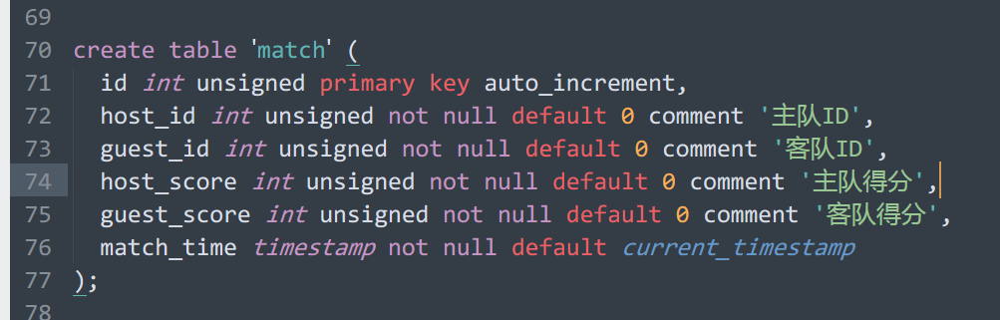 69
70 create table 'match' (
71 id int unsigned primary key auto_increment,
72 host_id int unsigned not null default 0 comment '主队ID',
73 guest_id int unsigned not null default 0 comment '客队ID',
74 host_score int unsigned not null default 0 comment '主队得分',
75 guest_score int unsigned not null default 0 comment '客队得分',
76 match_time timestamp not null default current_timestamp
77 );
78